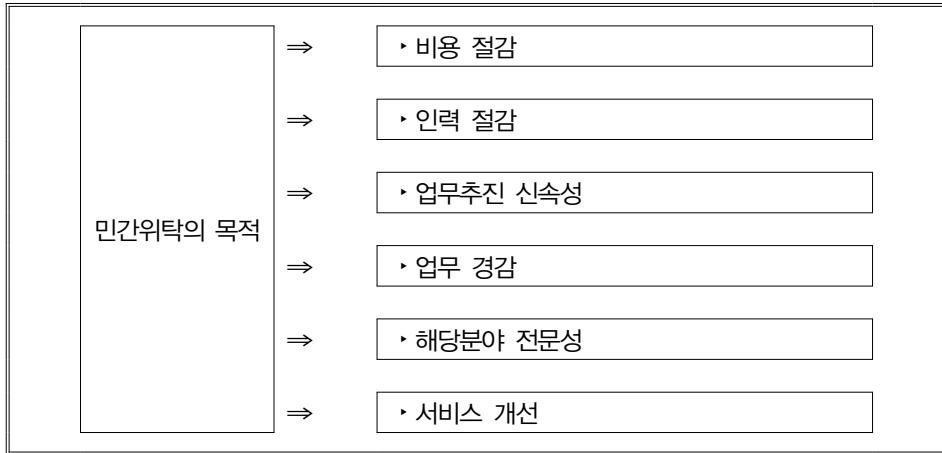 민간위탁의 목적
⇒ ‣비용 절감
⇒ ‣인력 절감
⇒ ‣업무추진 신속성
⇒ ‣업무 경감
⇒ ‣해당분야 전문성
⇒ ‣서비스 개선